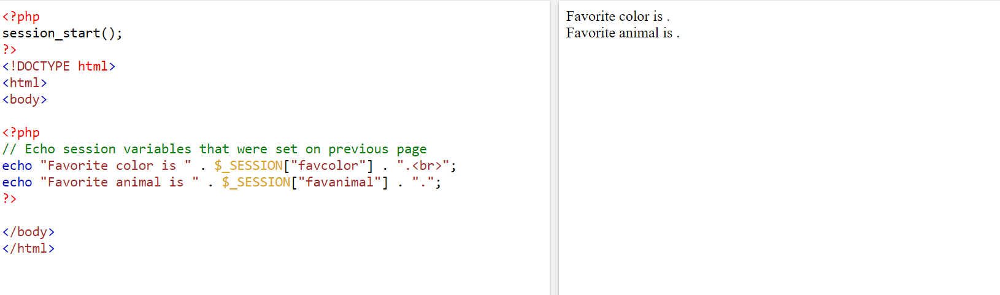 <?php
session_start();
?>
<!DOCTYPE html>
<html>
<body>
<?php
// Echo session variables that were set on previous page
echo "Favorite color is " . $_SESSION["favcolor"] . ".<br>";
echo "Favorite animal is " . $_SESSION["favanimal"] . ".";
?>
</body>
</html>
Favorite color is .
Favorite animal is .